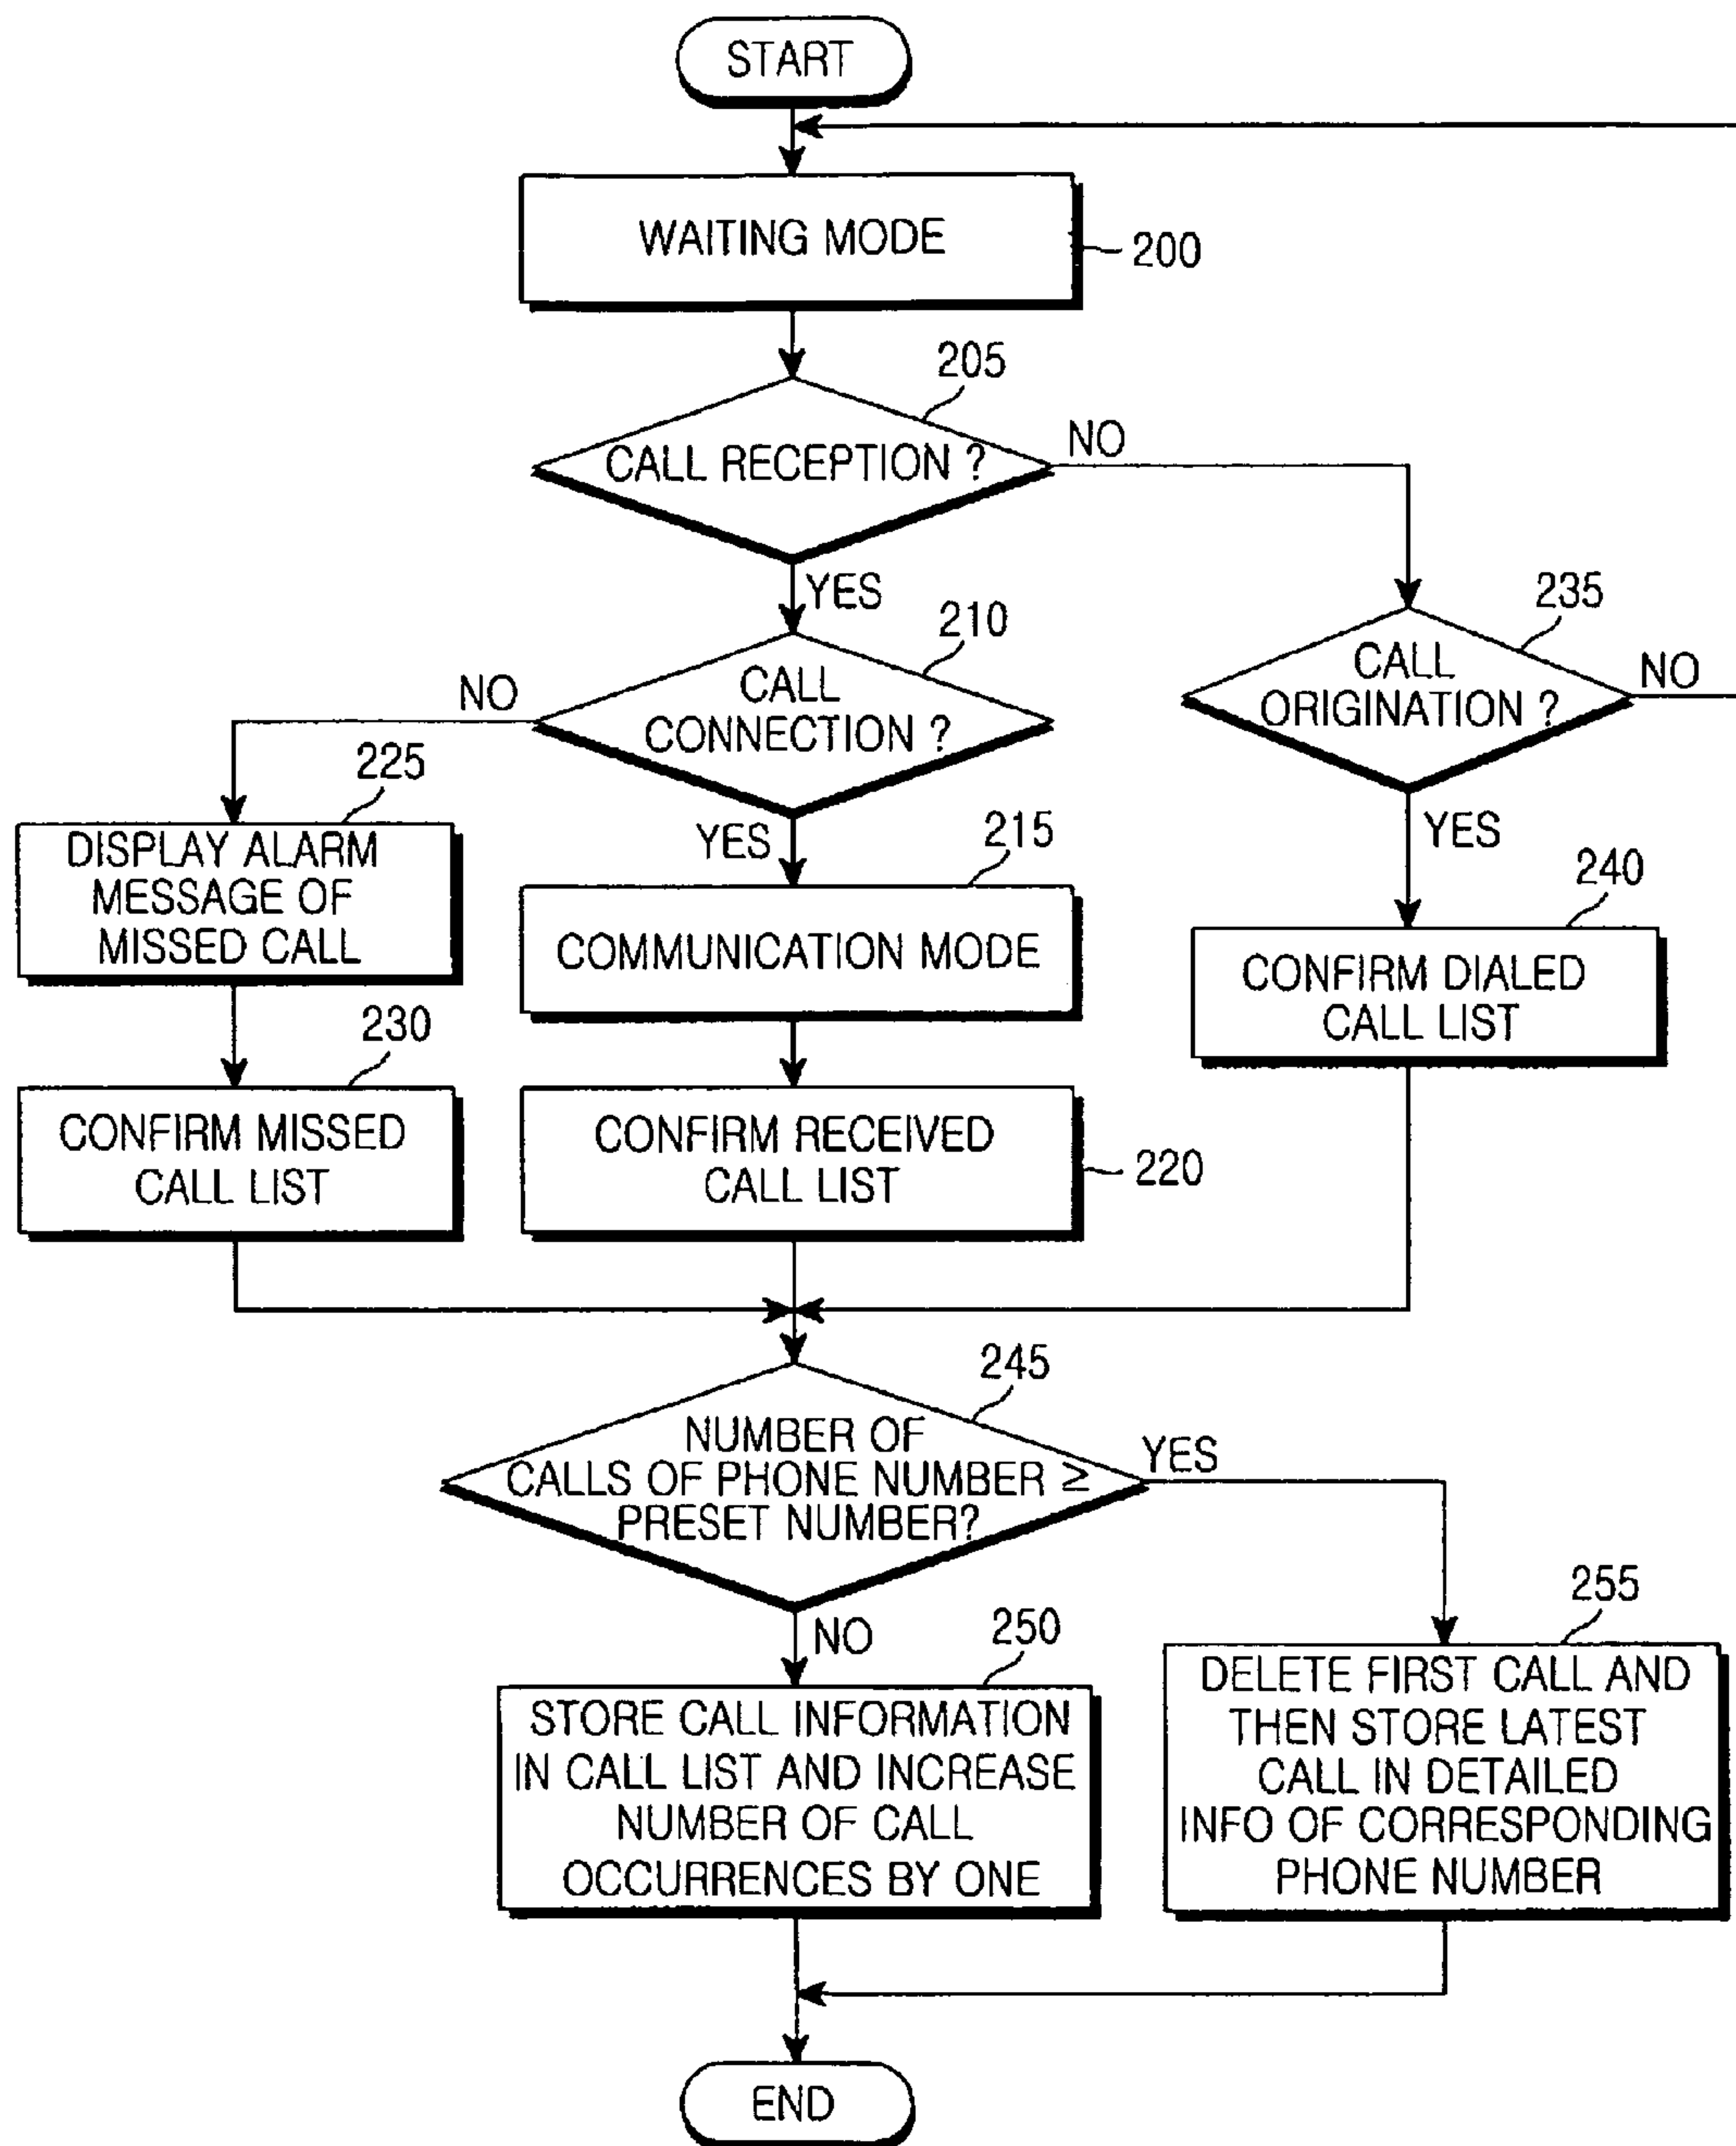 START
WAITING MODE
200
205
CALL RECEPTION ?
NO
YES
210
235
CALL
CONNECTION ?
NO
CALL
ORIGINATION ?
NO
225
YES
215
YES
240
DISPLAY ALARM
MESSAGE OF
MISSED CALL
COMMUNICATION MODE
CONFIRM DIALED
CALL LIST
230
CONFIRM MISSED
CALL LIST
CONFIRM RECEIVED
CALL LIST
220
245
NUMBER OF
CALLS OF PHONE NUMBER ≥
PRESET NUMBER?
YES
NO
250
255
STORE CALL INFORMATION
IN CALL LIST AND INCREASE
NUMBER OF CALL
OCCURRENCES BY ONE
DELETE FIRST CALL AND
THEN STORE LATEST
CALL IN DETAILED
INFO OF CORRESPONDING
PHONE NUMBER
END